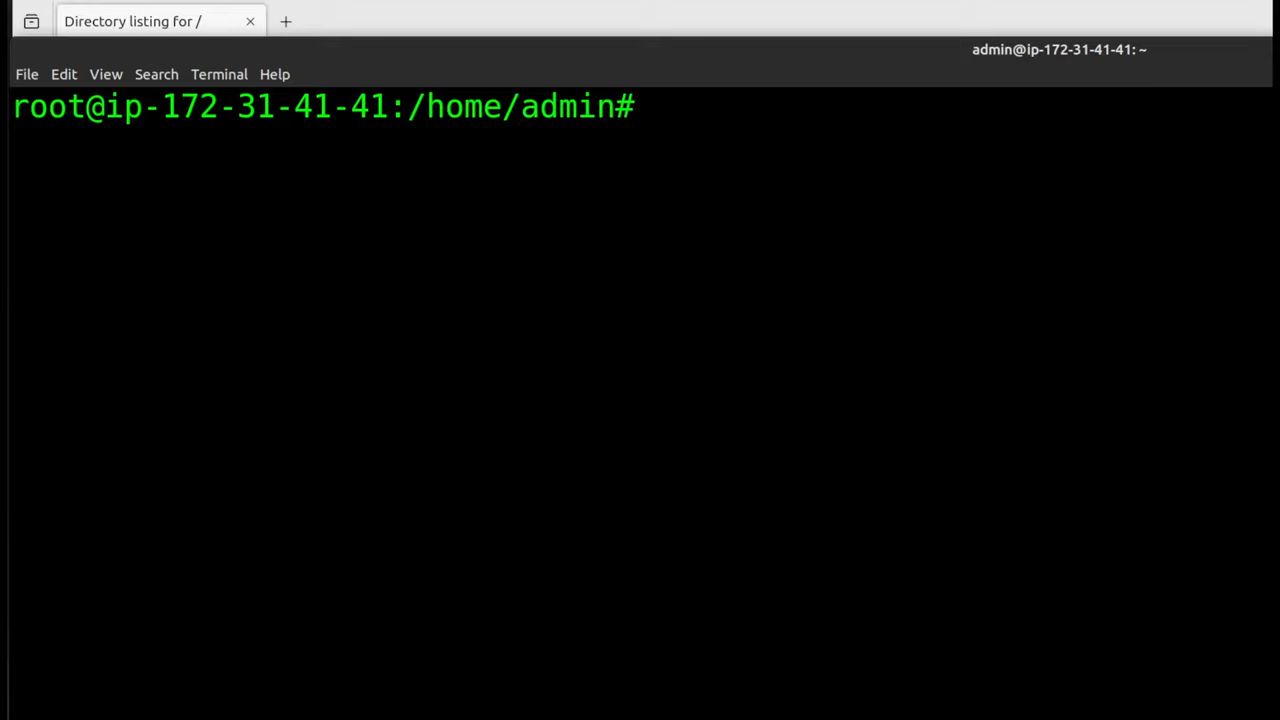 Directory listing for /
admin@ip-172-31-41-41: ~
File Edit View Search Terminal Help
root@ip-172-31-41-41:/home/admin#